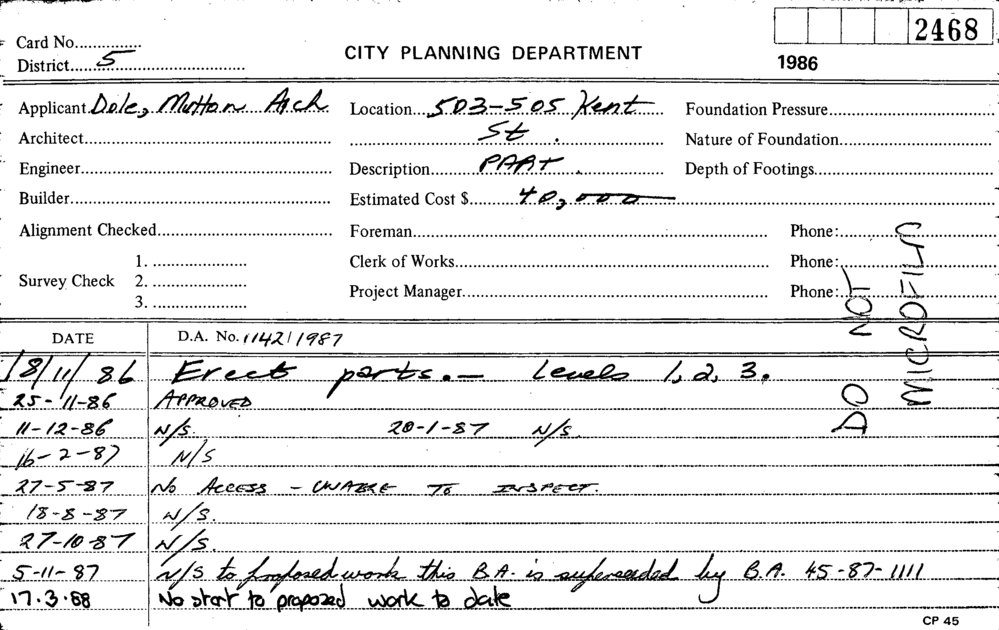 2468
Card No................
District.....5.................................
CITY PLANNING DEPARTMENT
1986
Applicant Dole, Mutton Arch
Location....503-505 Kent
St.
Foundation Pressure
Architect
Nature of Foundation
Engineer
Description PART.
Depth of Footings
Builder
Estimated Cost $ 40,000
Alignment Checked
Foreman
Phone:
1.
Clerk of Works
Phone:
Survey Check 2.
Project Manager
Phone:
3.
DO NOT
MICROFILM
DATE
D.A. No. 1142/1987
18/11/86 Erect parts. — Levels 1, 2, 3.
25-11-86 APPROVED
11-12-86 N/S. 20-1-87 N/S.
16-2-87 N/S
27-5-87 NO ACCESS - UNABLE TO INSPECT.
18-8-87 N/S.
27-10-87 N/S.
5-11-87 N/S to proposed work this B.A. is superseeded by B.A. 45-87-1111
17.3.88 No start to proposed work to date
CP 45